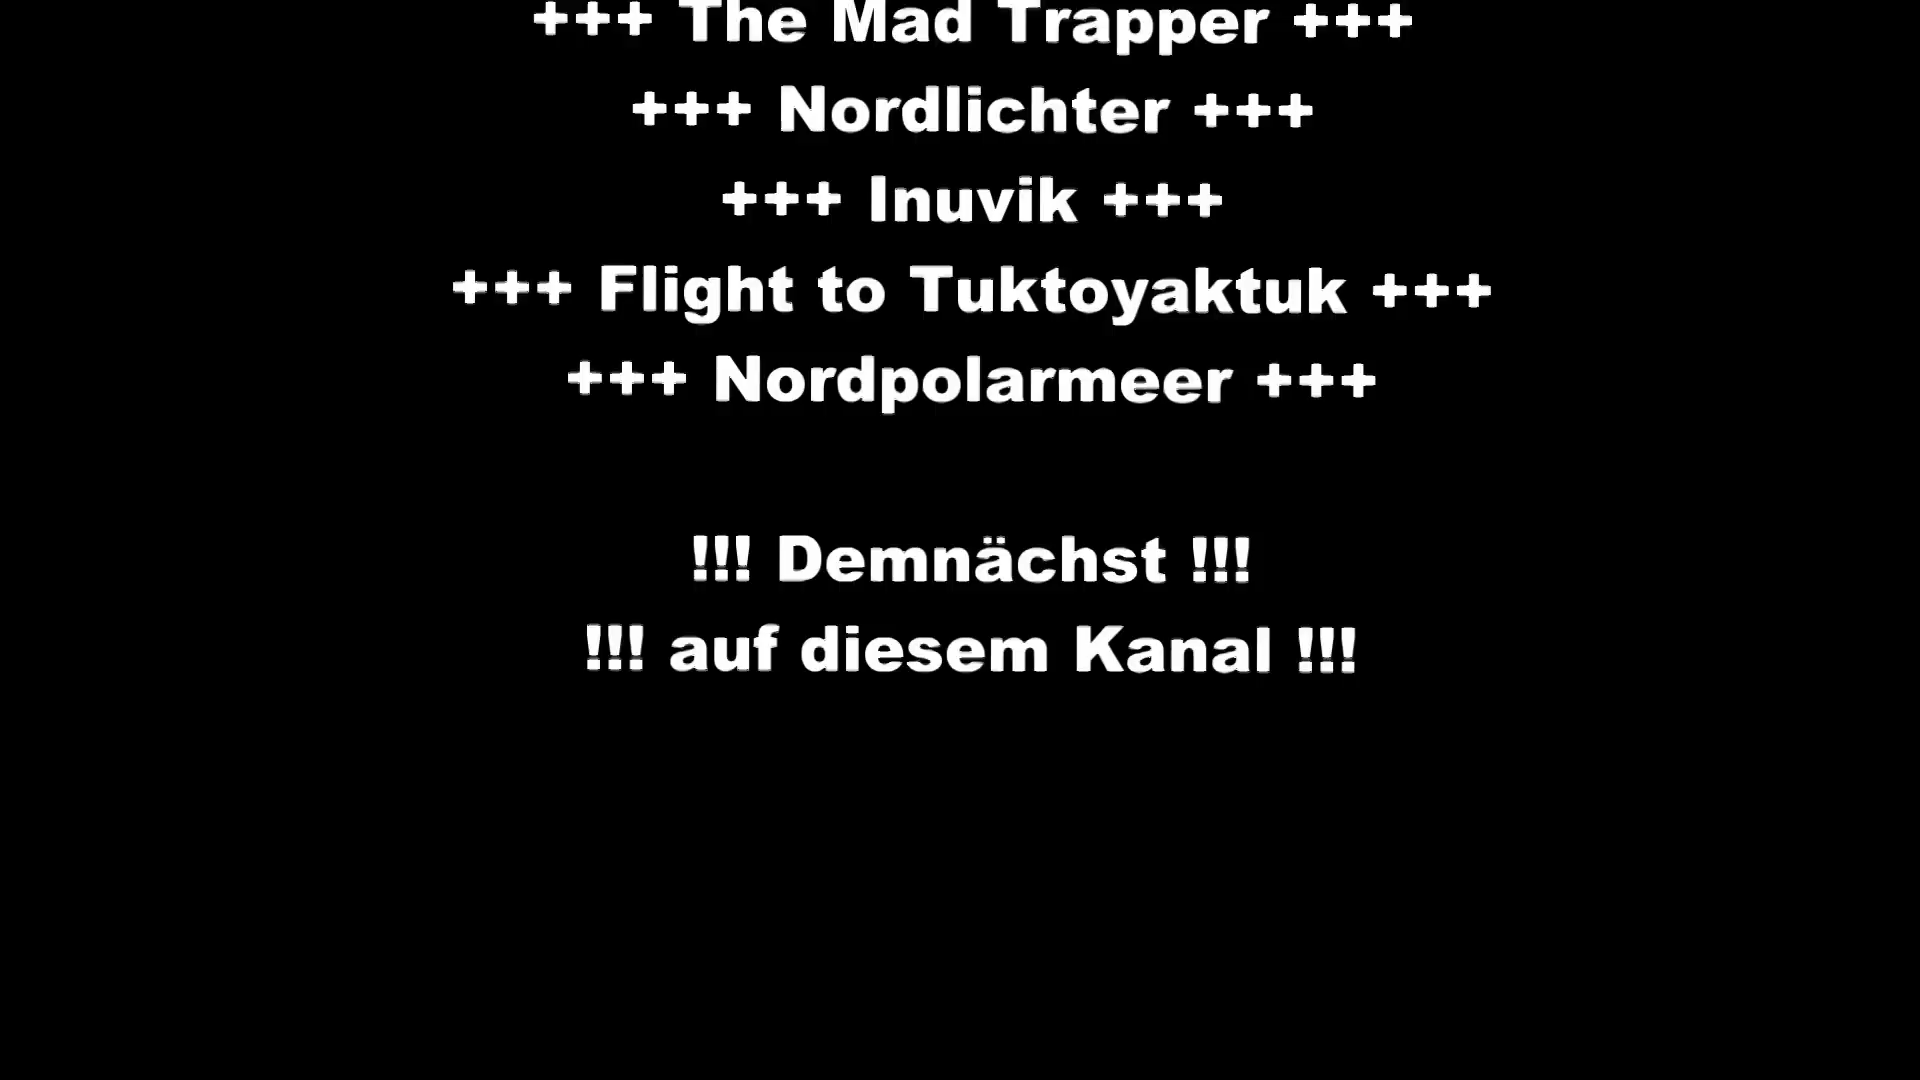 +++ The Mad Trapper +++
+++ Nordlichter +++
+++ Inuvik +++
+++ Flight to Tuktoyaktuk +++
+++ Nordpolarmeer +++
!!! Demnächst !!!
!!! auf diesem Kanal !!!